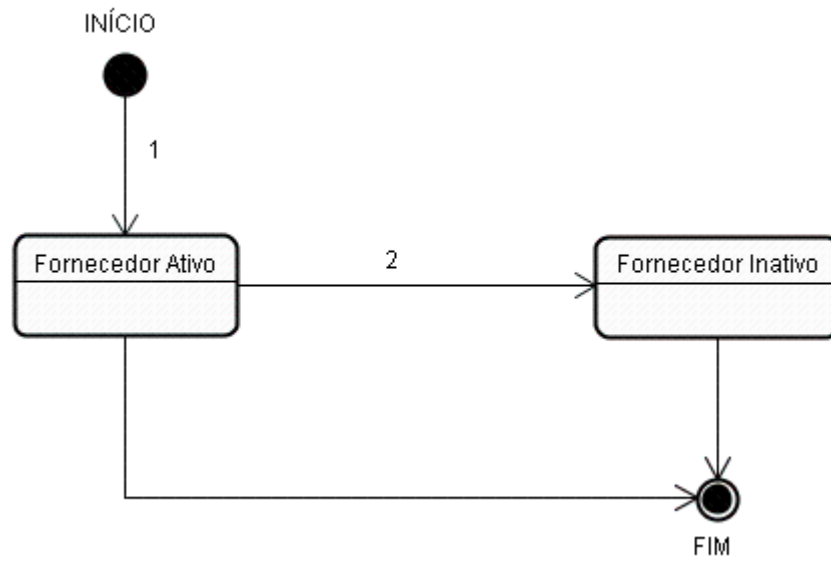 INÍCIO
1
Fornecedor Ativo
2
Fornecedor Inativo
FIM